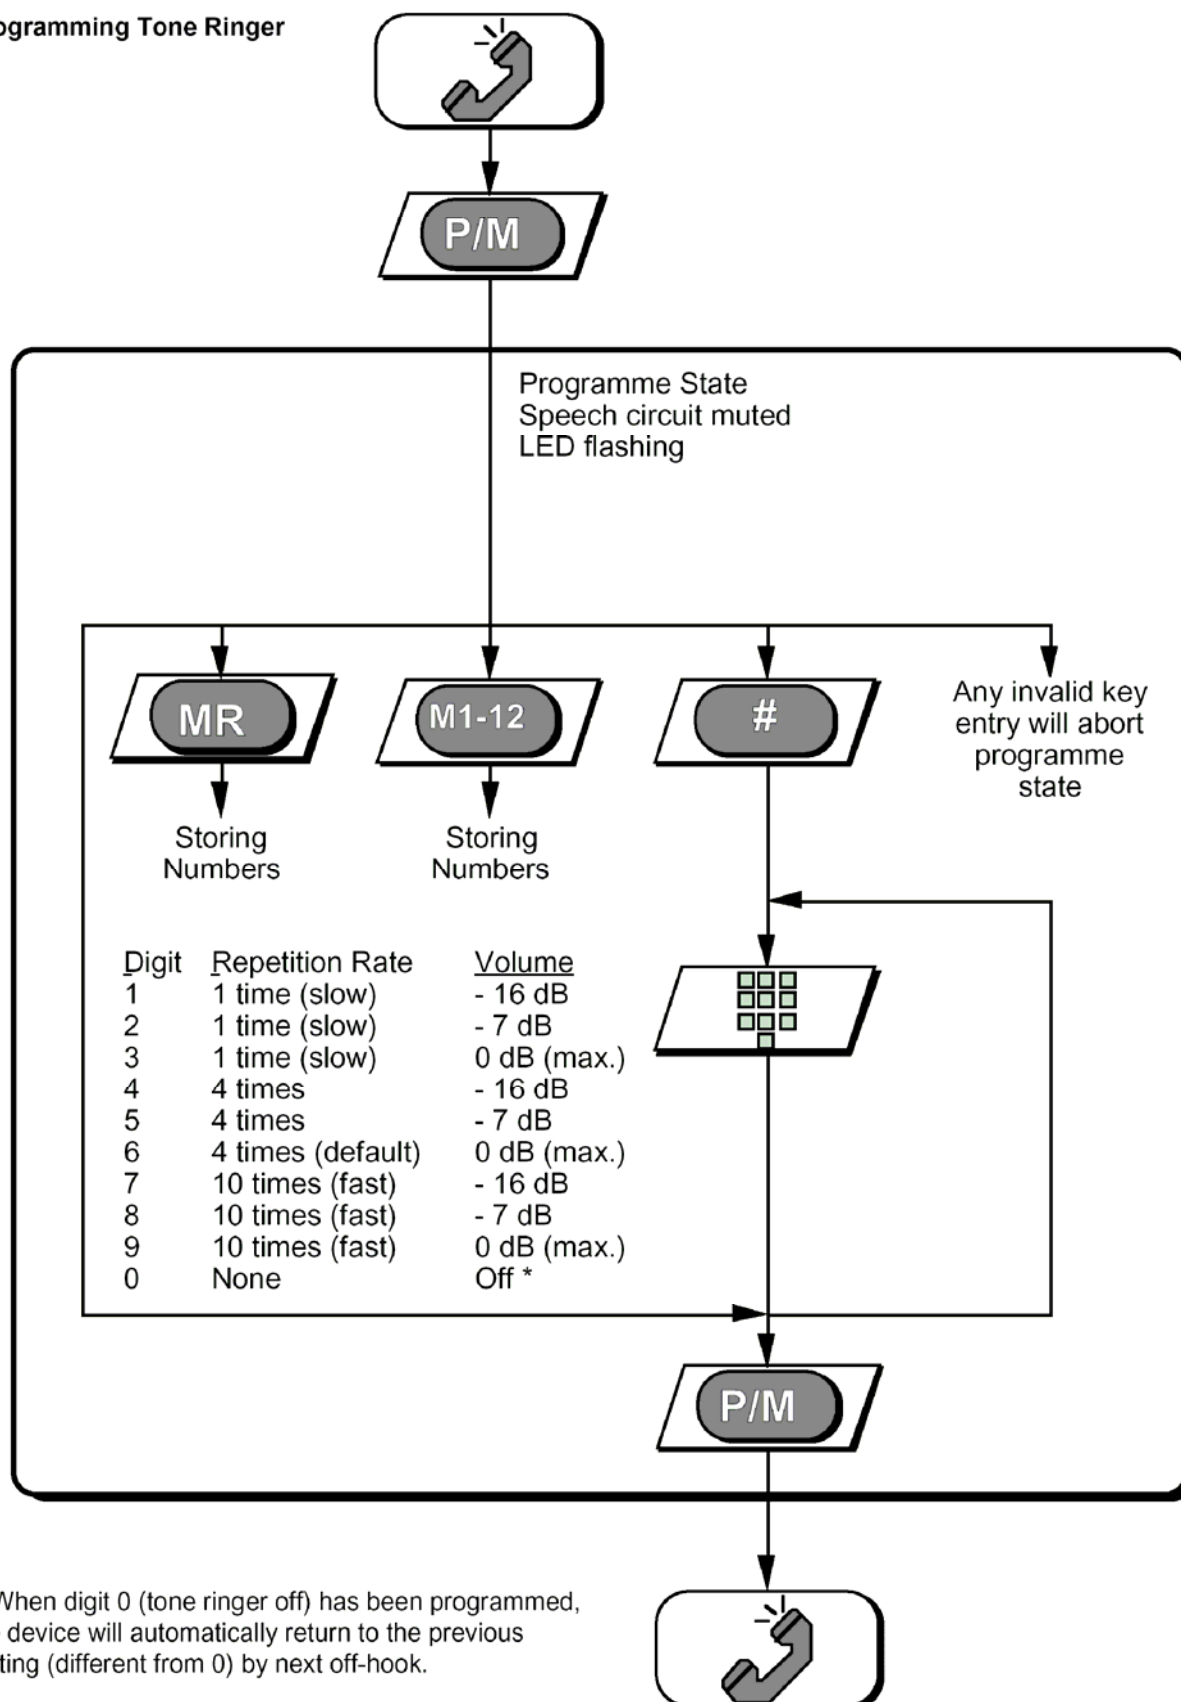 ogramming Tone Ringer
P/M
Programme State
Speech circuit muted
LED flashing
MR
M1-12
#
Any invalid key
entry will abort
programme
state
Storing
Numbers
Storing
Numbers
Digit Repetition Rate Volume
1 1 time (slow) - 16 dB
2 1 time (slow) - 7 dB
3 1 time (slow) 0 dB (max.)
4 4 times - 16 dB
5 4 times - 7 dB
6 4 times (default) 0 dB (max.)
7 10 times (fast) - 16 dB
8 10 times (fast) - 7 dB
9 10 times (fast) 0 dB (max.)
0 None Off *
P/M
When digit 0 (tone ringer off) has been programmed,
device will automatically return to the previous
ting (different from 0) by next off-hook.